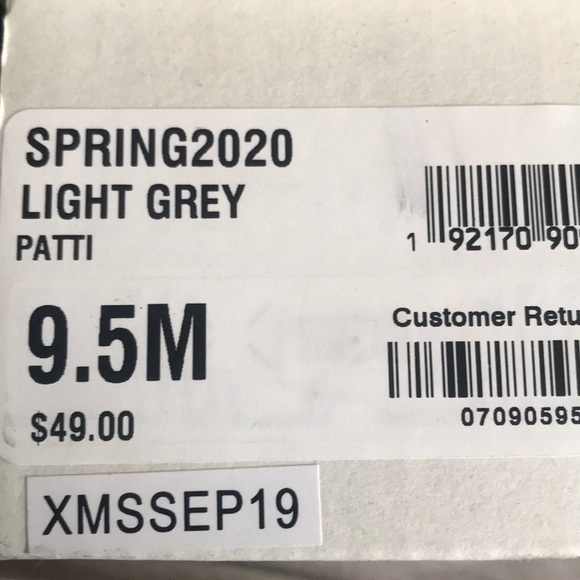 SPRING2020
LIGHT GREY
PATTI
1 92170 90
9.5M
$49.00
Customer Retu
07090595
XMSSEP19